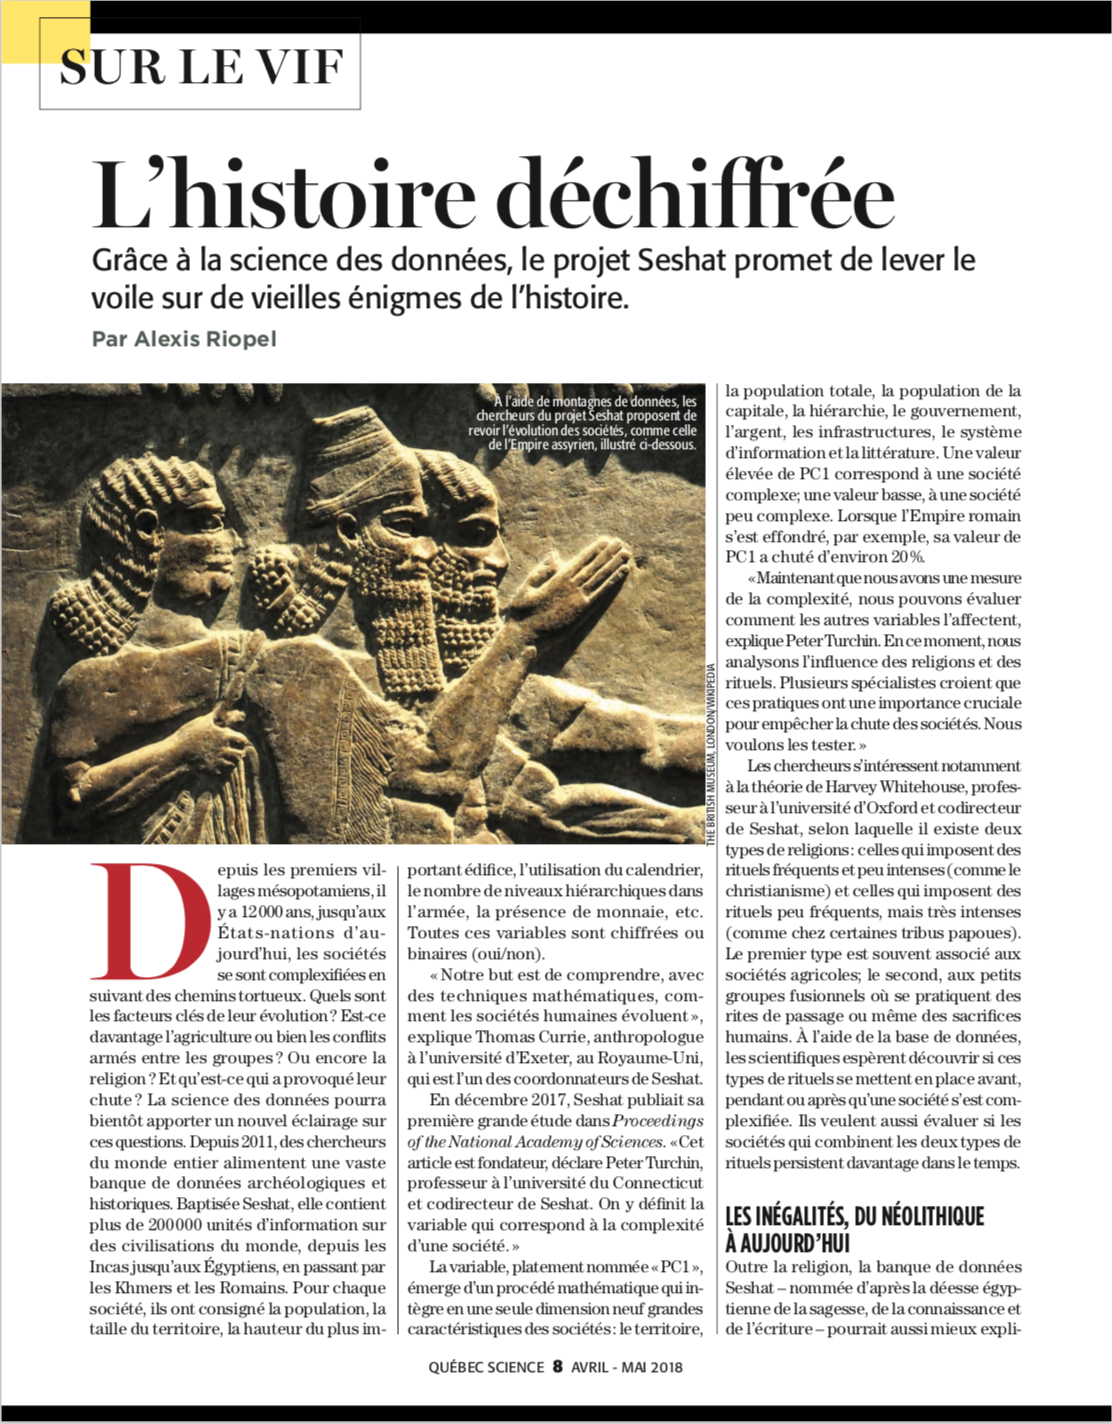 SUR LE VIF
L'histoire déchiffrée
Grâce à la science des données, le projet Seshat promet de lever le
voile sur de vieilles énigmes de l'histoire.
Par Alexis Riopel
À l'aide de montagnes de données, les
chercheurs du projet Seshat proposent de
revoir l'évolution des sociétés, comme celle
de l'Empire assyrien, illustré ci-dessous.
THE BRITISH MUSEUM, LONDON/WIKIPEDIA
Depuis les premiers vil-
lages mésopotamiens, il
y a 12 000 ans, jusqu'aux
États-nations d'au-
jourd'hui, les sociétés
se sont complexifiées en
suivant des chemins tortueux. Quels sont
les facteurs clés de leur évolution ? Est-ce
davantage l'agriculture ou bien les conflits
armés entre les groupes ? Ou encore la
religion ? Et qu'est-ce qui a provoqué leur
chute ? La science des données pourra
bientôt apporter un nouvel éclairage sur
ces questions. Depuis 2011, des chercheurs
du monde entier alimentent une vaste
banque de données archéologiques et
historiques. Baptisée Seshat, elle contient
plus de 200 000 unités d'information sur
des civilisations du monde, depuis les
Incas jusqu'aux Égyptiens, en passant par
les Khmers et les Romains. Pour chaque
société, ils ont consigné la population, la
taille du territoire, la hauteur du plus im-
portant édifice, l'utilisation du calendrier,
le nombre de niveaux hiérarchiques dans
l'armée, la présence de monnaie, etc.
Toutes ces variables sont chiffrées ou
binaires (oui/non).
« Notre but est de comprendre, avec
des techniques mathématiques, com-
ment les sociétés humaines évoluent »,
explique Thomas Currie, anthropologue
à l'université d'Exeter, au Royaume-Uni,
qui est l'un des coordonnateurs de Seshat.
En décembre 2017, Seshat publiait sa
première grande étude dans Proceedings
of the National Academy of Sciences. « Cet
article est fondateur, déclare Peter Turchin,
professeur à l'université du Connecticut
et codirecteur de Seshat. On y définit la
variable qui correspond à la complexité
d'une société. »
La variable, platement nommée « PC1 »,
émerge d'un procédé mathématique qui in-
tègre en une seule dimension neuf grandes
caractéristiques des sociétés : le territoire,
la population totale, la population de la
capitale, la hiérarchie, le gouvernement,
l'argent, les infrastructures, le système
d'information et la littérature. Une valeur
élevée de PC1 correspond à une société
complexe; une valeur basse, à une société
peu complexe. Lorsque l'Empire romain
s'est effondré, par exemple, sa valeur de
PC1 a chuté d'environ 20 %.
« Maintenant que nous avons une mesure
de la complexité, nous pouvons évaluer
comment les autres variables l'affectent,
explique Peter Turchin. En ce moment, nous
analysons l'influence des religions et des
rituels. Plusieurs spécialistes croient que
ces pratiques ont une importance cruciale
pour empêcher la chute des sociétés. Nous
voulons les tester. »
Les chercheurs s'intéressent notamment
à la théorie de Harvey Whitehouse, profes-
seur à l'université d'Oxford et codirecteur
de Seshat, selon laquelle il existe deux
types de religions : celles qui imposent des
rituels fréquents et peu intenses (comme le
christianisme) et celles qui imposent des
rituels peu fréquents, mais très intenses
(comme chez certaines tribus papoues).
Le premier type est souvent associé aux
sociétés agricoles; le second, aux petits
groupes fusionnels où se pratiquent des
rites de passage ou même des sacrifices
humains. À l'aide de la base de données,
les scientifiques espèrent découvrir si ces
types de rituels se mettent en place avant,
pendant ou après qu'une société s'est com-
plexifiée. Ils veulent aussi évaluer si les
sociétés qui combinent les deux types de
rituels persistent davantage dans le temps.
LES INÉGALITÉS, DU NÉOLITHIQUE
À AUJOURD'HUI
Outre la religion, la banque de données
Seshat – nommée d'après la déesse égyp-
tienne de la sagesse, de la connaissance et
de l'écriture – pourrait aussi mieux expli-
QUÉBEC SCIENCE 8 AVRIL - MAI 2018